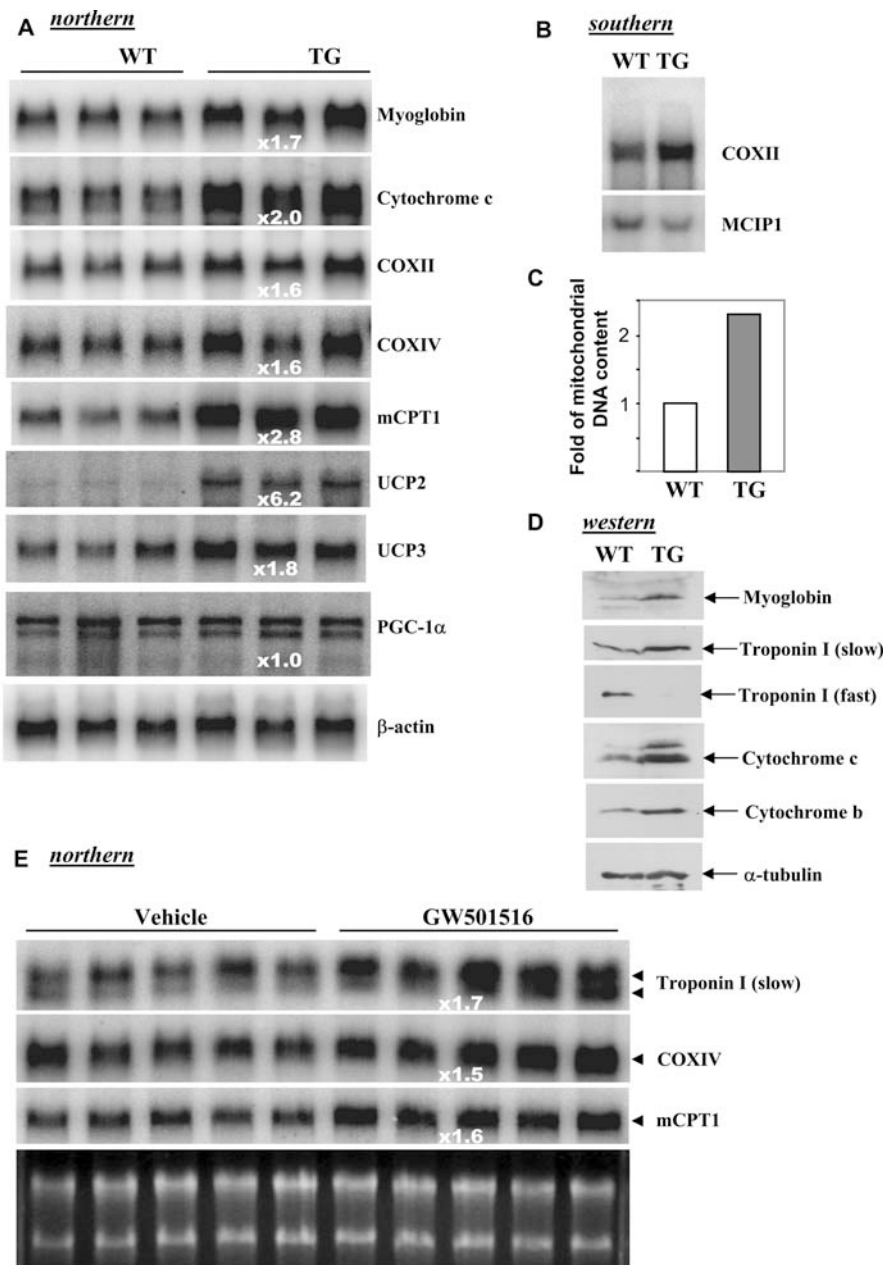 A northern
WT TG
Myoglobin
x1.7
Cytochrome c
x2.0
COXII
x1.6
COXIV
x1.6
mCPT1
x2.8
UCP2
x6.2
UCP3
x1.8
PGC-1α
x1.0
β-actin
B southern
WT TG
COXII
MCIP1
C
Fold of mitochondrial
DNA content
2
1
WT TG
D western
WT TG
Myoglobin
Troponin I (slow)
Troponin I (fast)
Cytochrome c
Cytochrome b
α-tubulin
E northern
Vehicle GW501516
Troponin I (slow)
x1.7
COXIV
x1.5
mCPT1
x1.6